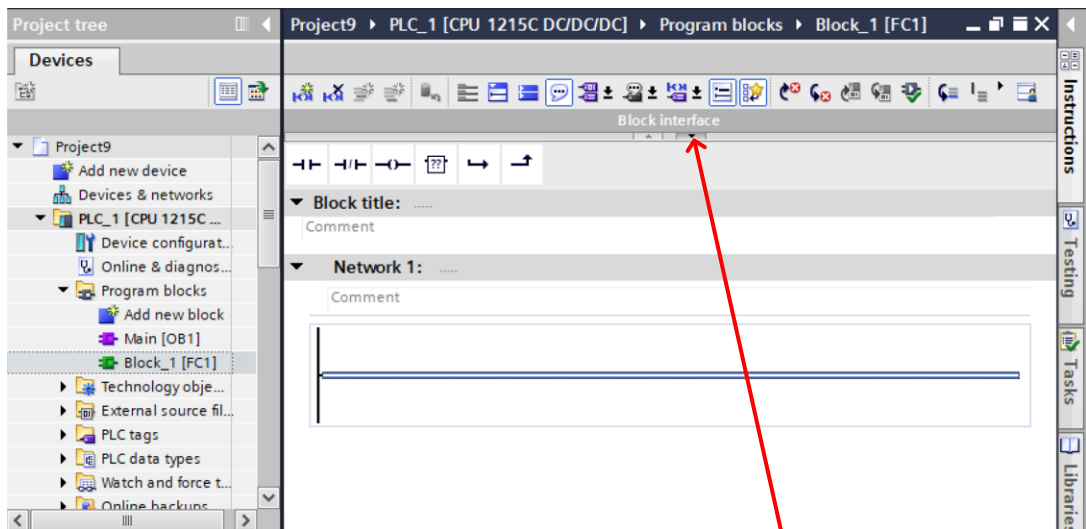 Project tree
Project9 ▸ PLC_1 [CPU 1215C DC/DC/DC] ▸ Program blocks ▸ Block_1 [FC1]
Devices
Block interface
Project9
Add new device
Devices & networks
PLC_1 [CPU 1215C ...
Device configurat...
Online & diagnos...
Program blocks
Add new block
Main [OB1]
Block_1 [FC1]
Technology obje...
External source fil...
PLC tags
PLC data types
Watch and force t...
Online backups
??
Block title: .....
Comment
Network 1: .....
Comment
Instructions
Testing
Tasks
Libraries